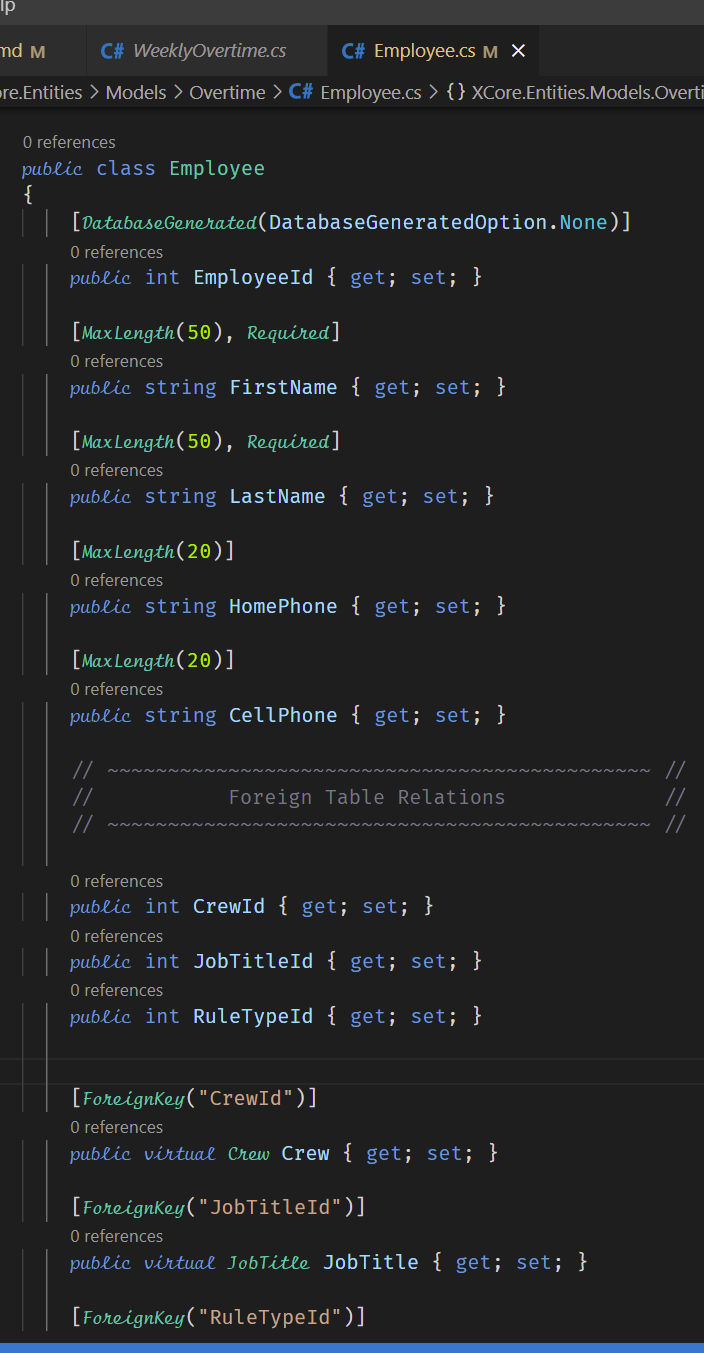 lp
md M
C# WeeklyOvertime.cs
C# Employee.cs M ×
re.Entities > Models > Overtime > C# Employee.cs > {} XCore.Entities.Models.Overti
0 references
public class Employee
{
[DatabaseGenerated(DatabaseGeneratedOption.None)]
0 references
public int EmployeeId { get; set; }
[MaxLength(50), Required]
0 references
public string FirstName { get; set; }
[MaxLength(50), Required]
0 references
public string LastName { get; set; }
[MaxLength(20)]
0 references
public string HomePhone { get; set; }
[MaxLength(20)]
0 references
public string CellPhone { get; set; }
// ~~~~~~~~~~~~~~~~~~~~~~~~~~~~~~~~~~~~~~~~~~~~~ //
// Foreign Table Relations //
// ~~~~~~~~~~~~~~~~~~~~~~~~~~~~~~~~~~~~~~~~~~~~~ //
0 references
public int CrewId { get; set; }
0 references
public int JobTitleId { get; set; }
0 references
public int RuleTypeId { get; set; }
[ForeignKey("CrewId")]
0 references
public virtual Crew Crew { get; set; }
[ForeignKey("JobTitleId")]
0 references
public virtual JobTitle JobTitle { get; set; }
[ForeignKey("RuleTypeId")]